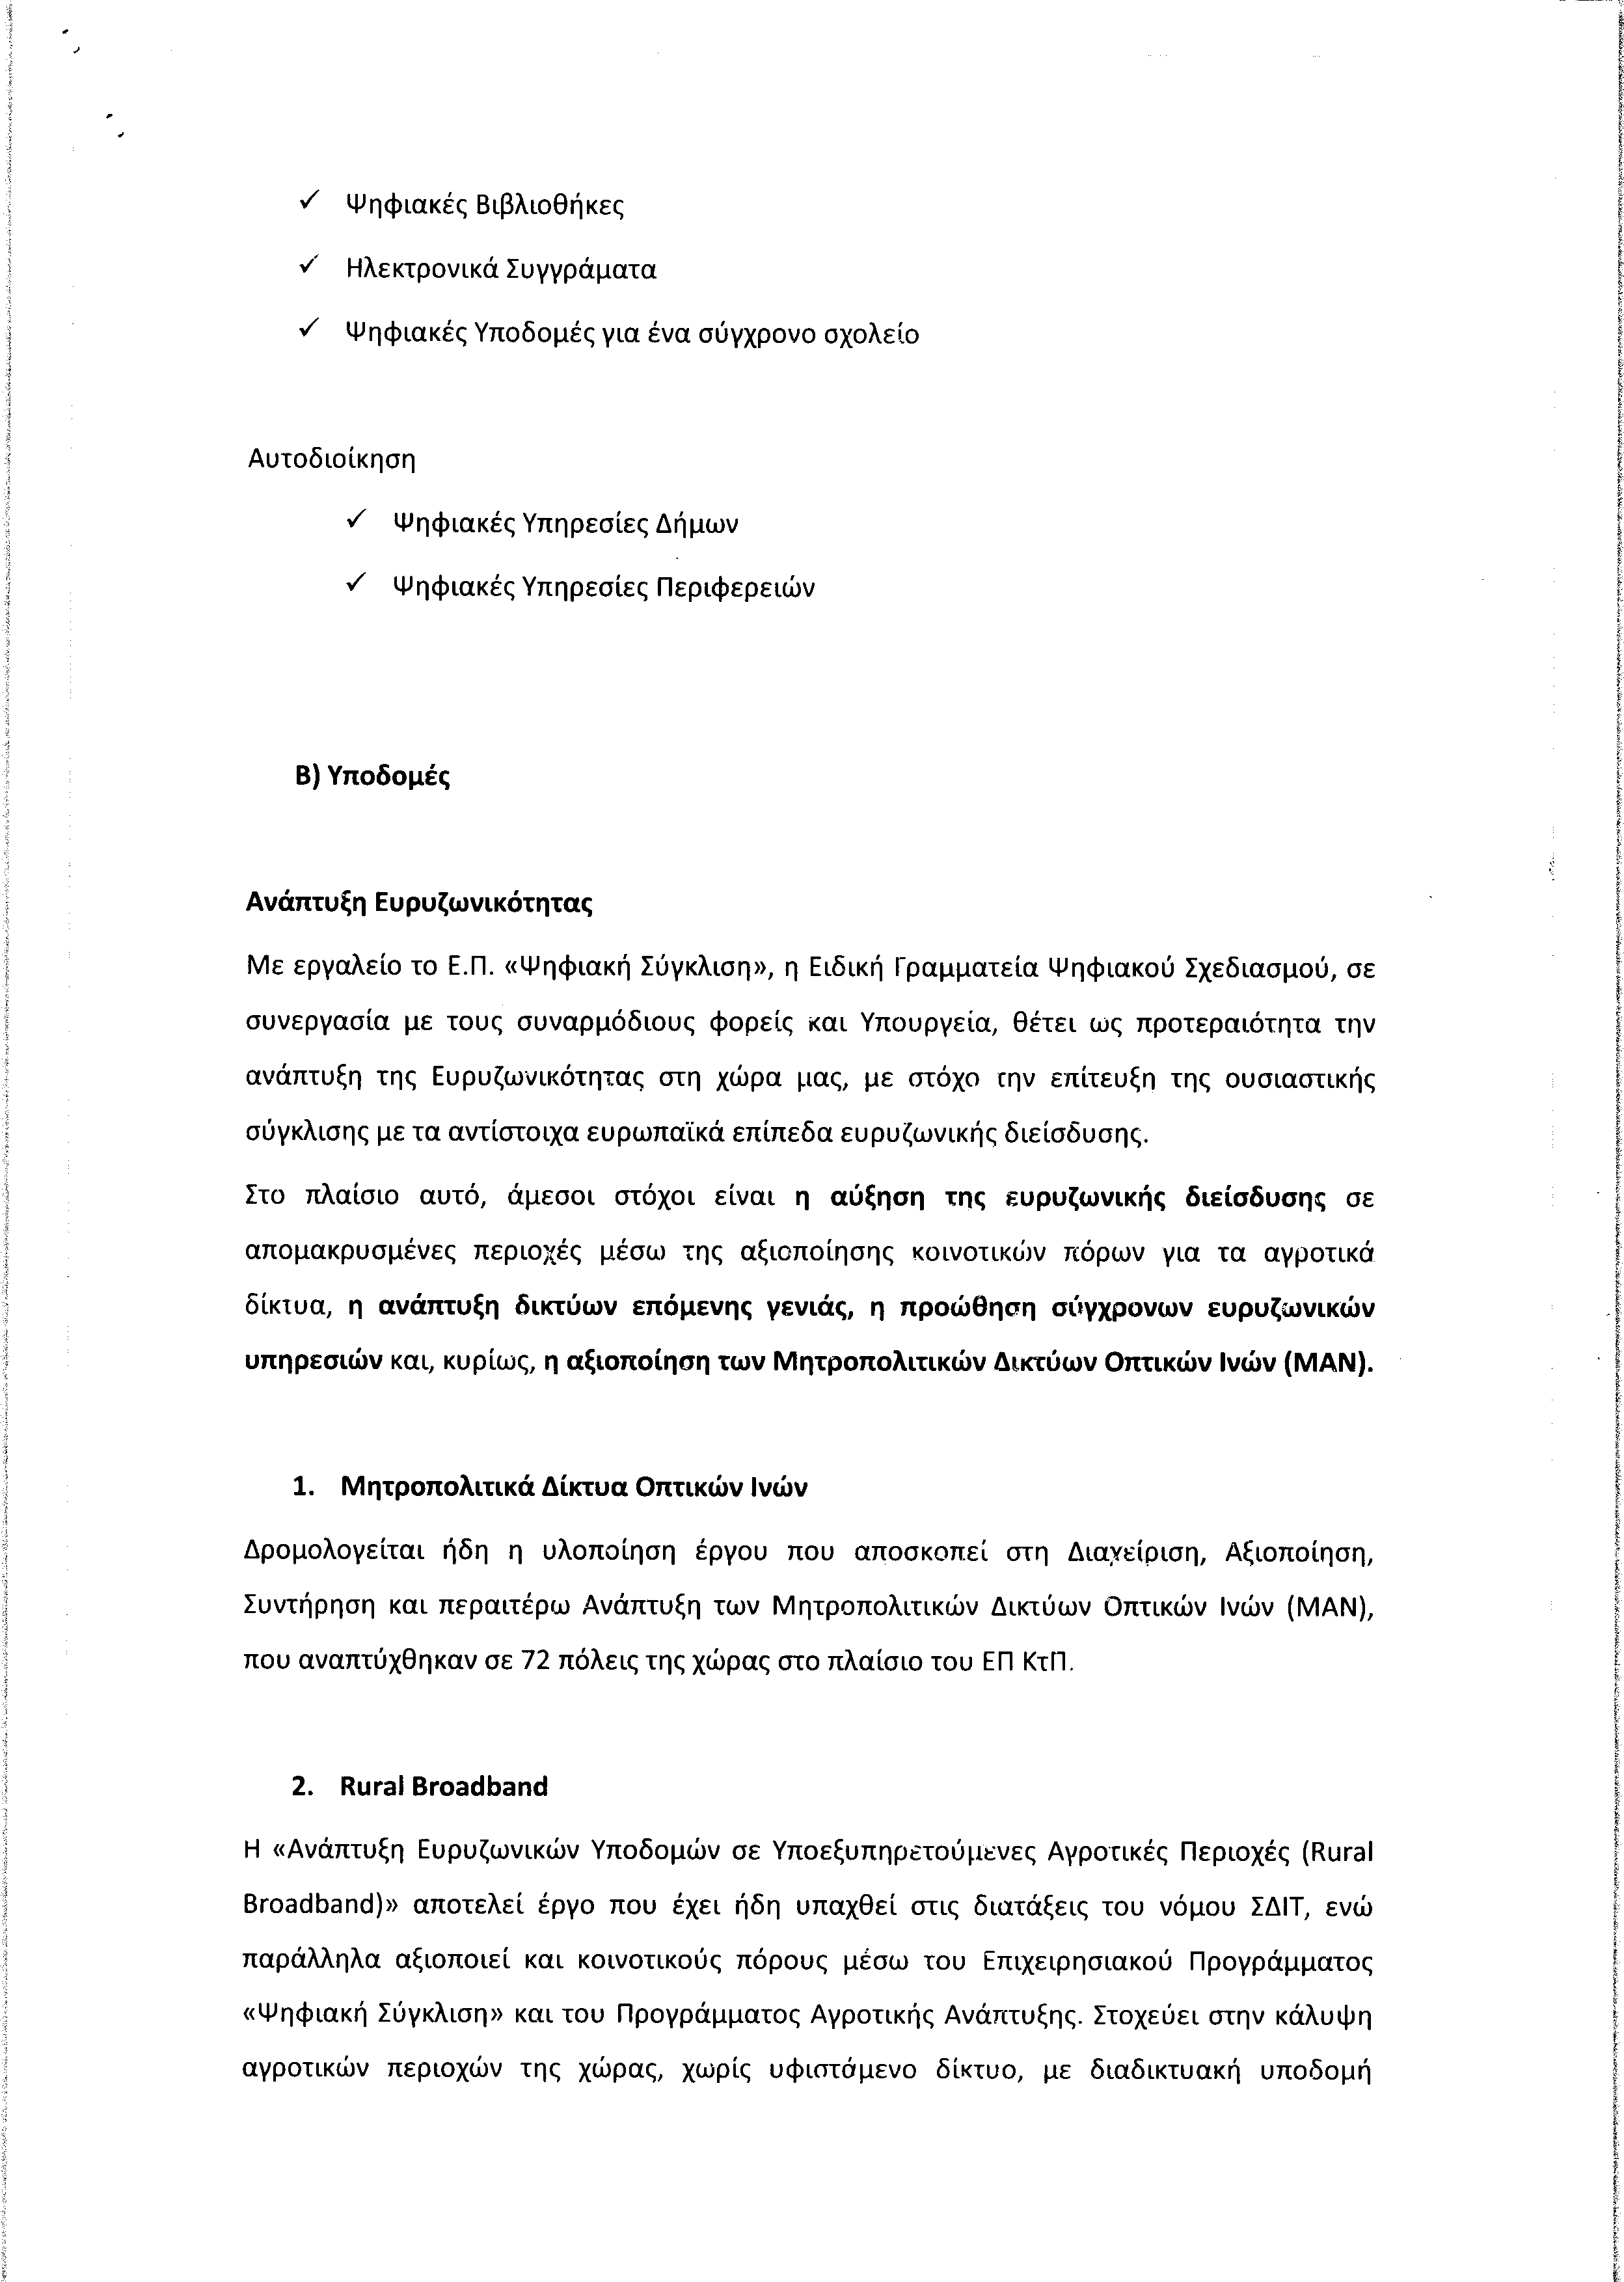 ✓ Ψηφιακές Βιβλιοθήκες
✓ Ηλεκτρονικά Συγγράματα
✓ Ψηφιακές Υποδομές για ένα σύγχρονο σχολείο
Αυτοδιοίκηση
✓ Ψηφιακές Υπηρεσίες Δήμων
✓ Ψηφιακές Υπηρεσίες Περιφερειών
Β) Υποδομές
Ανάπτυξη Ευρυζωνικότητας
Με εργαλείο το Ε.Π. «Ψηφιακή Σύγκλιση», η Ειδική Γραμματεία Ψηφιακού Σχεδιασμού, σε
συνεργασία με τους συναρμόδιους φορείς και Υπουργεία, θέτει ως προτεραιότητα την
ανάπτυξη της Ευρυζωνικότητας στη χώρα μας, με στόχο την επίτευξη της ουσιαστικής
σύγκλισης με τα αντίστοιχα ευρωπαϊκά επίπεδα ευρυζωνικής διείσδυσης.
Στο πλαίσιο αυτό, άμεσοι στόχοι είναι η αύξηση της ευρυζωνικής διείσδυσης σε
απομακρυσμένες περιοχές μέσω της αξιοποίησης κοινοτικών πόρων για τα αγροτικά
δίκτυα, η ανάπτυξη δικτύων επόμενης γενιάς, η προώθηση σύγχρονων ευρυζωνικών
υπηρεσιών και, κυρίως, η αξιοποίηση των Μητροπολιτικών Δικτύων Οπτικών Ινών (MAN).
1. Μητροπολιτικά Δίκτυα Οπτικών Ινών
Δρομολογείται ήδη η υλοποίηση έργου που αποσκοπεί στη Διαχείριση, Αξιοποίηση,
Συντήρηση και περαιτέρω Ανάπτυξη των Μητροπολιτικών Δικτύων Οπτικών Ινών (MAN),
που αναπτύχθηκαν σε 72 πόλεις της χώρας στο πλαίσιο του ΕΠ ΚτΠ.
2. Rural Broadband
Η «Ανάπτυξη Ευρυζωνικών Υποδομών σε Υποεξυπηρετούμενες Αγροτικές Περιοχές (Rural
Broadband)» αποτελεί έργο που έχει ήδη υπαχθεί στις διατάξεις του νόμου ΣΔΙΤ, ενώ
παράλληλα αξιοποιεί και κοινοτικούς πόρους μέσω του Επιχειρησιακού Προγράμματος
«Ψηφιακή Σύγκλιση» και του Προγράμματος Αγροτικής Ανάπτυξης. Στοχεύει στην κάλυψη
αγροτικών περιοχών της χώρας, χωρίς υφιστάμενο δίκτυο, με διαδικτυακή υποδομή